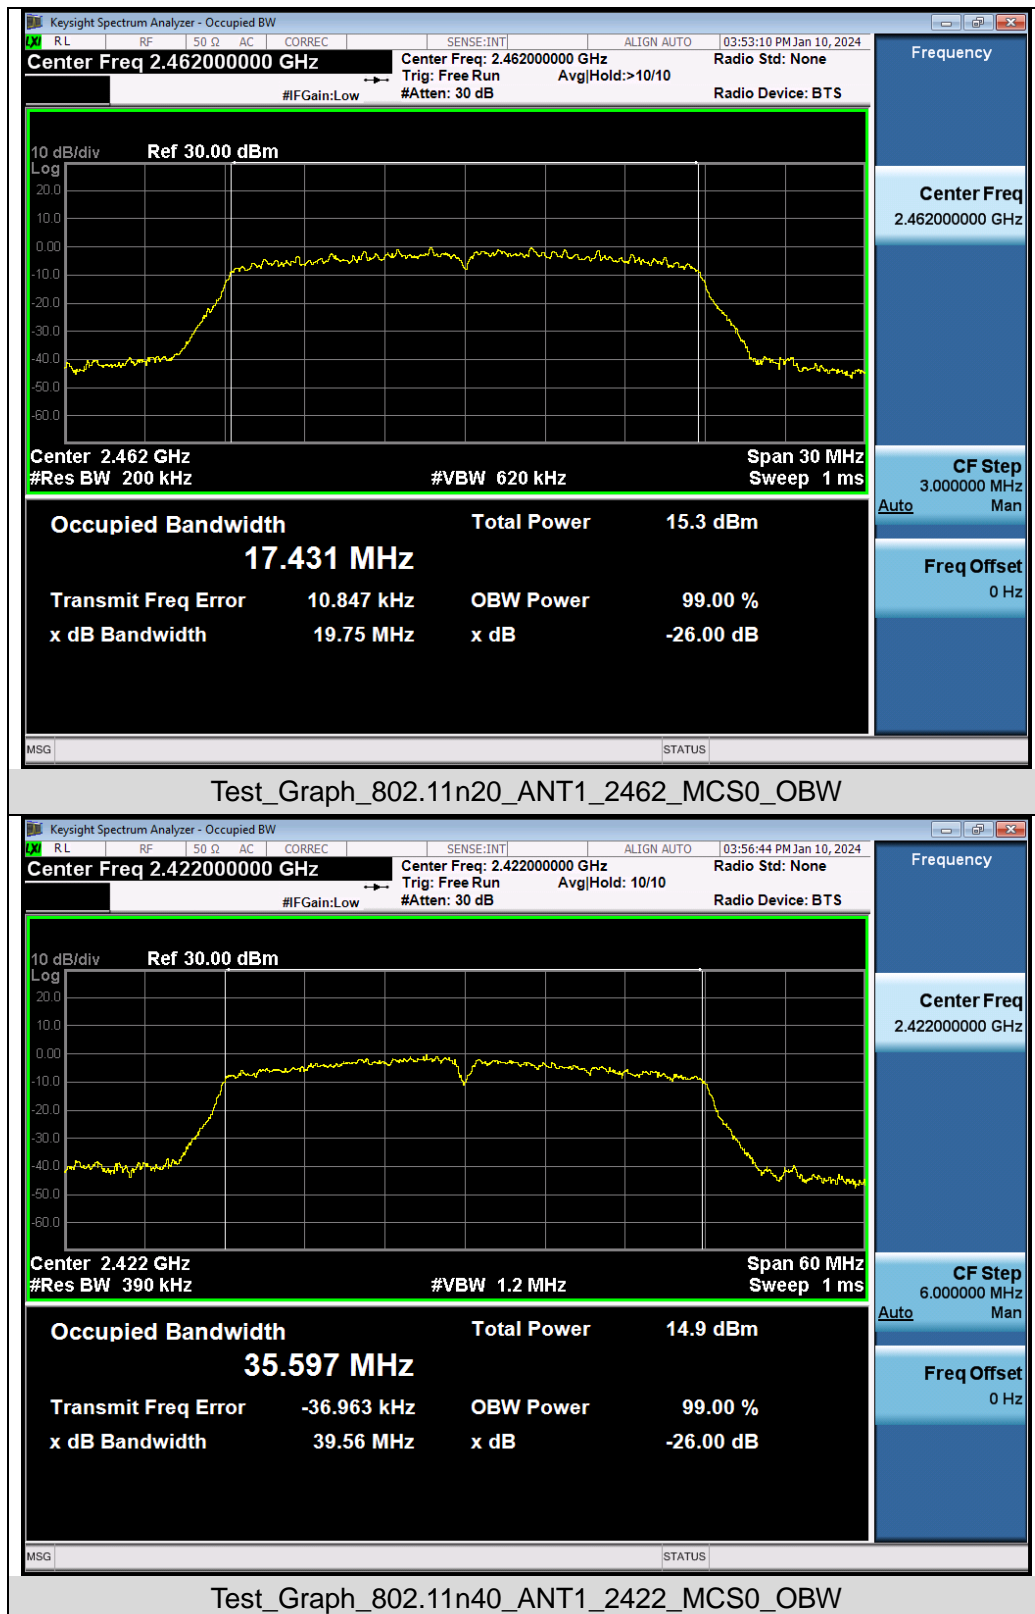 Keysight Spectrum Analyzer - Occupied BW
LXI RL RF 50 Ω AC CORREC SENSE:INT ALIGN AUTO 03:53:10 PM Jan 10, 2024
Center Freq 2.462000000 GHz
Center Freq: 2.462000000 GHz
Radio Std: None
Trig: Free Run Avg|Hold:>10/10
#IFGain:Low
#Atten: 30 dB
Radio Device: BTS
Frequency
10 dB/div Ref 30.00 dBm
Log
20.0
10.0
0.00
-10.0
-20.0
-30.0
-40.0
-50.0
-60.0
Center Freq
2.462000000 GHz
Center 2.462 GHz Span 30 MHz
#Res BW 200 kHz #VBW 620 kHz Sweep 1 ms
CF Step
3.000000 MHz
Auto Man
Occupied Bandwidth Total Power 15.3 dBm
17.431 MHz
Freq Offset
0 Hz
Transmit Freq Error 10.847 kHz OBW Power 99.00 %
x dB Bandwidth 19.75 MHz x dB -26.00 dB
MSG STATUS
Test_Graph_802.11n20_ANT1_2462_MCS0_OBW
Keysight Spectrum Analyzer - Occupied BW
LXI RL RF 50 Ω AC CORREC SENSE:INT ALIGN AUTO 03:56:44 PM Jan 10, 2024
Center Freq 2.422000000 GHz
Center Freq: 2.422000000 GHz
Radio Std: None
Trig: Free Run Avg|Hold: 10/10
#IFGain:Low
#Atten: 30 dB
Radio Device: BTS
Frequency
10 dB/div Ref 30.00 dBm
Log
20.0
10.0
0.00
-10.0
-20.0
-30.0
-40.0
-50.0
-60.0
Center Freq
2.422000000 GHz
Center 2.422 GHz Span 60 MHz
#Res BW 390 kHz #VBW 1.2 MHz Sweep 1 ms
CF Step
6.000000 MHz
Auto Man
Occupied Bandwidth Total Power 14.9 dBm
35.597 MHz
Freq Offset
0 Hz
Transmit Freq Error -36.963 kHz OBW Power 99.00 %
x dB Bandwidth 39.56 MHz x dB -26.00 dB
MSG STATUS
Test_Graph_802.11n40_ANT1_2422_MCS0_OBW